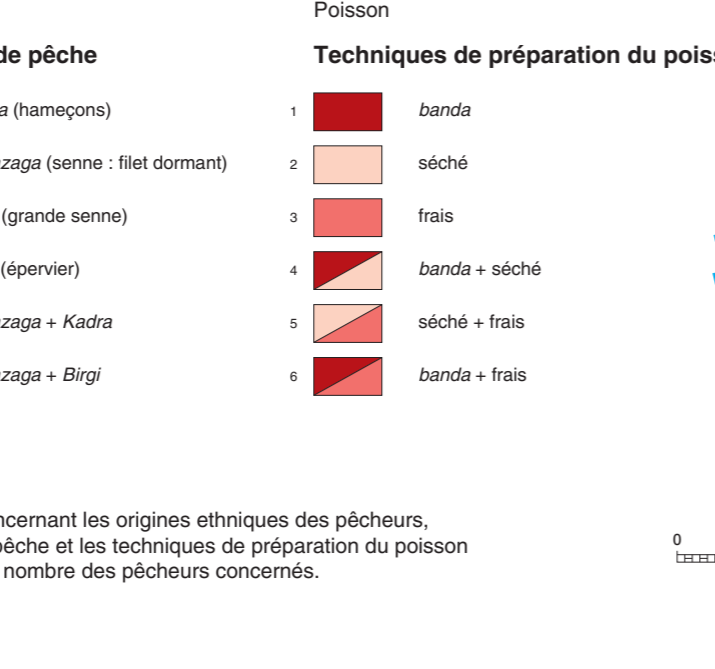 Poisson
de pêche
Techniques de préparation du poiss
a (hameçons)
1 banda
zaga (senne : filet dormant)
2 séché
(grande senne)
3 frais
(épervier)
4 banda + séché
zaga + Kadra
5 séché + frais
zaga + Birgi
6 banda + frais
ncernant les origines ethniques des pêcheurs,
pêche et les techniques de préparation du poisson
nombre des pêcheurs concernés.
0